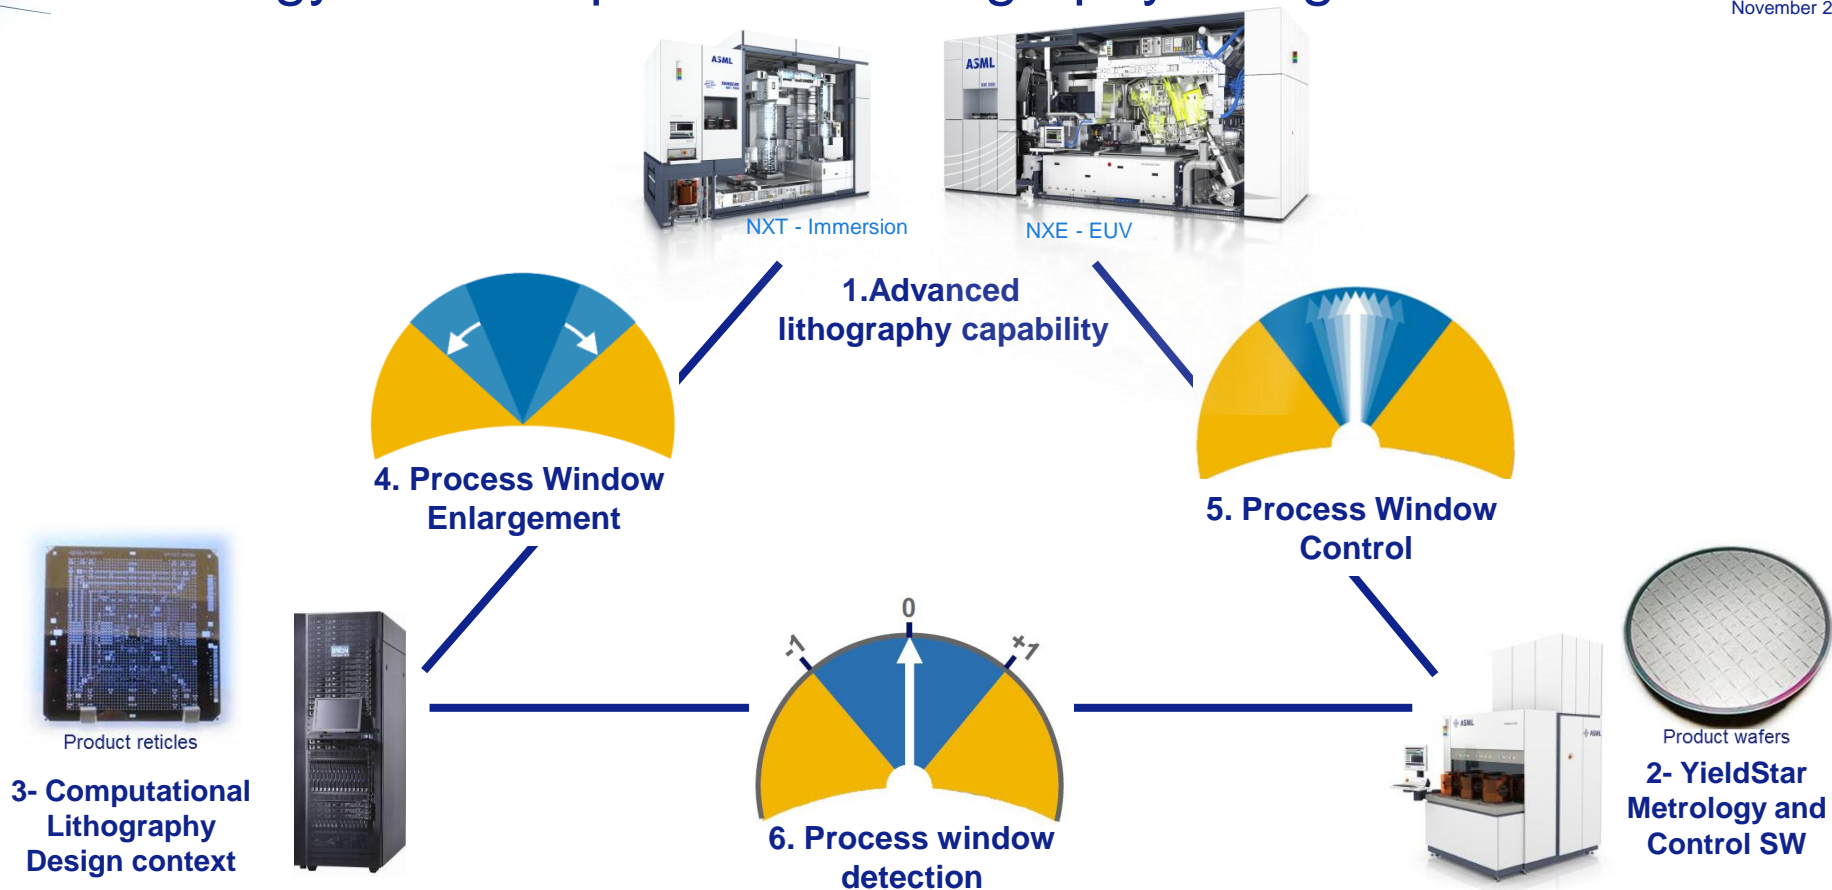 November 2
ASML
ASML
NXT - Immersion
NXE - EUV
1.Advanced
lithography capability
4. Process Window
Enlargement
5. Process Window
Control
0
-1
+1
Product reticles
3- Computational
Lithography
Design context
6. Process window
detection
ASML
ASML
Product wafers
2- YieldStar
Metrology and
Control SW